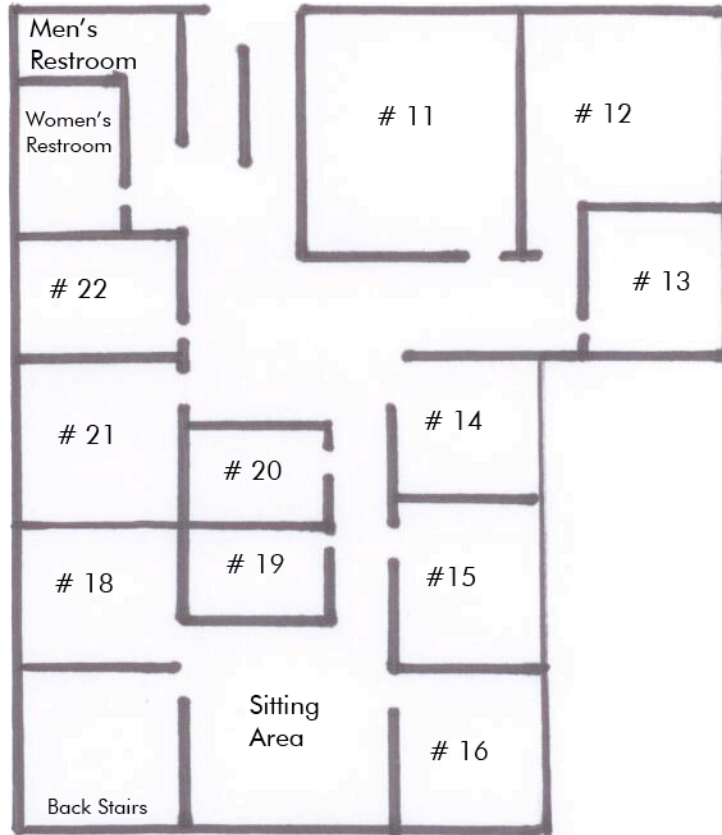 Men's
Restroom
Women's
Restroom
# 11
# 12
# 13
# 22
# 14
# 21
# 20
# 19
#15
# 18
Sitting
Area
# 16
Back Stairs